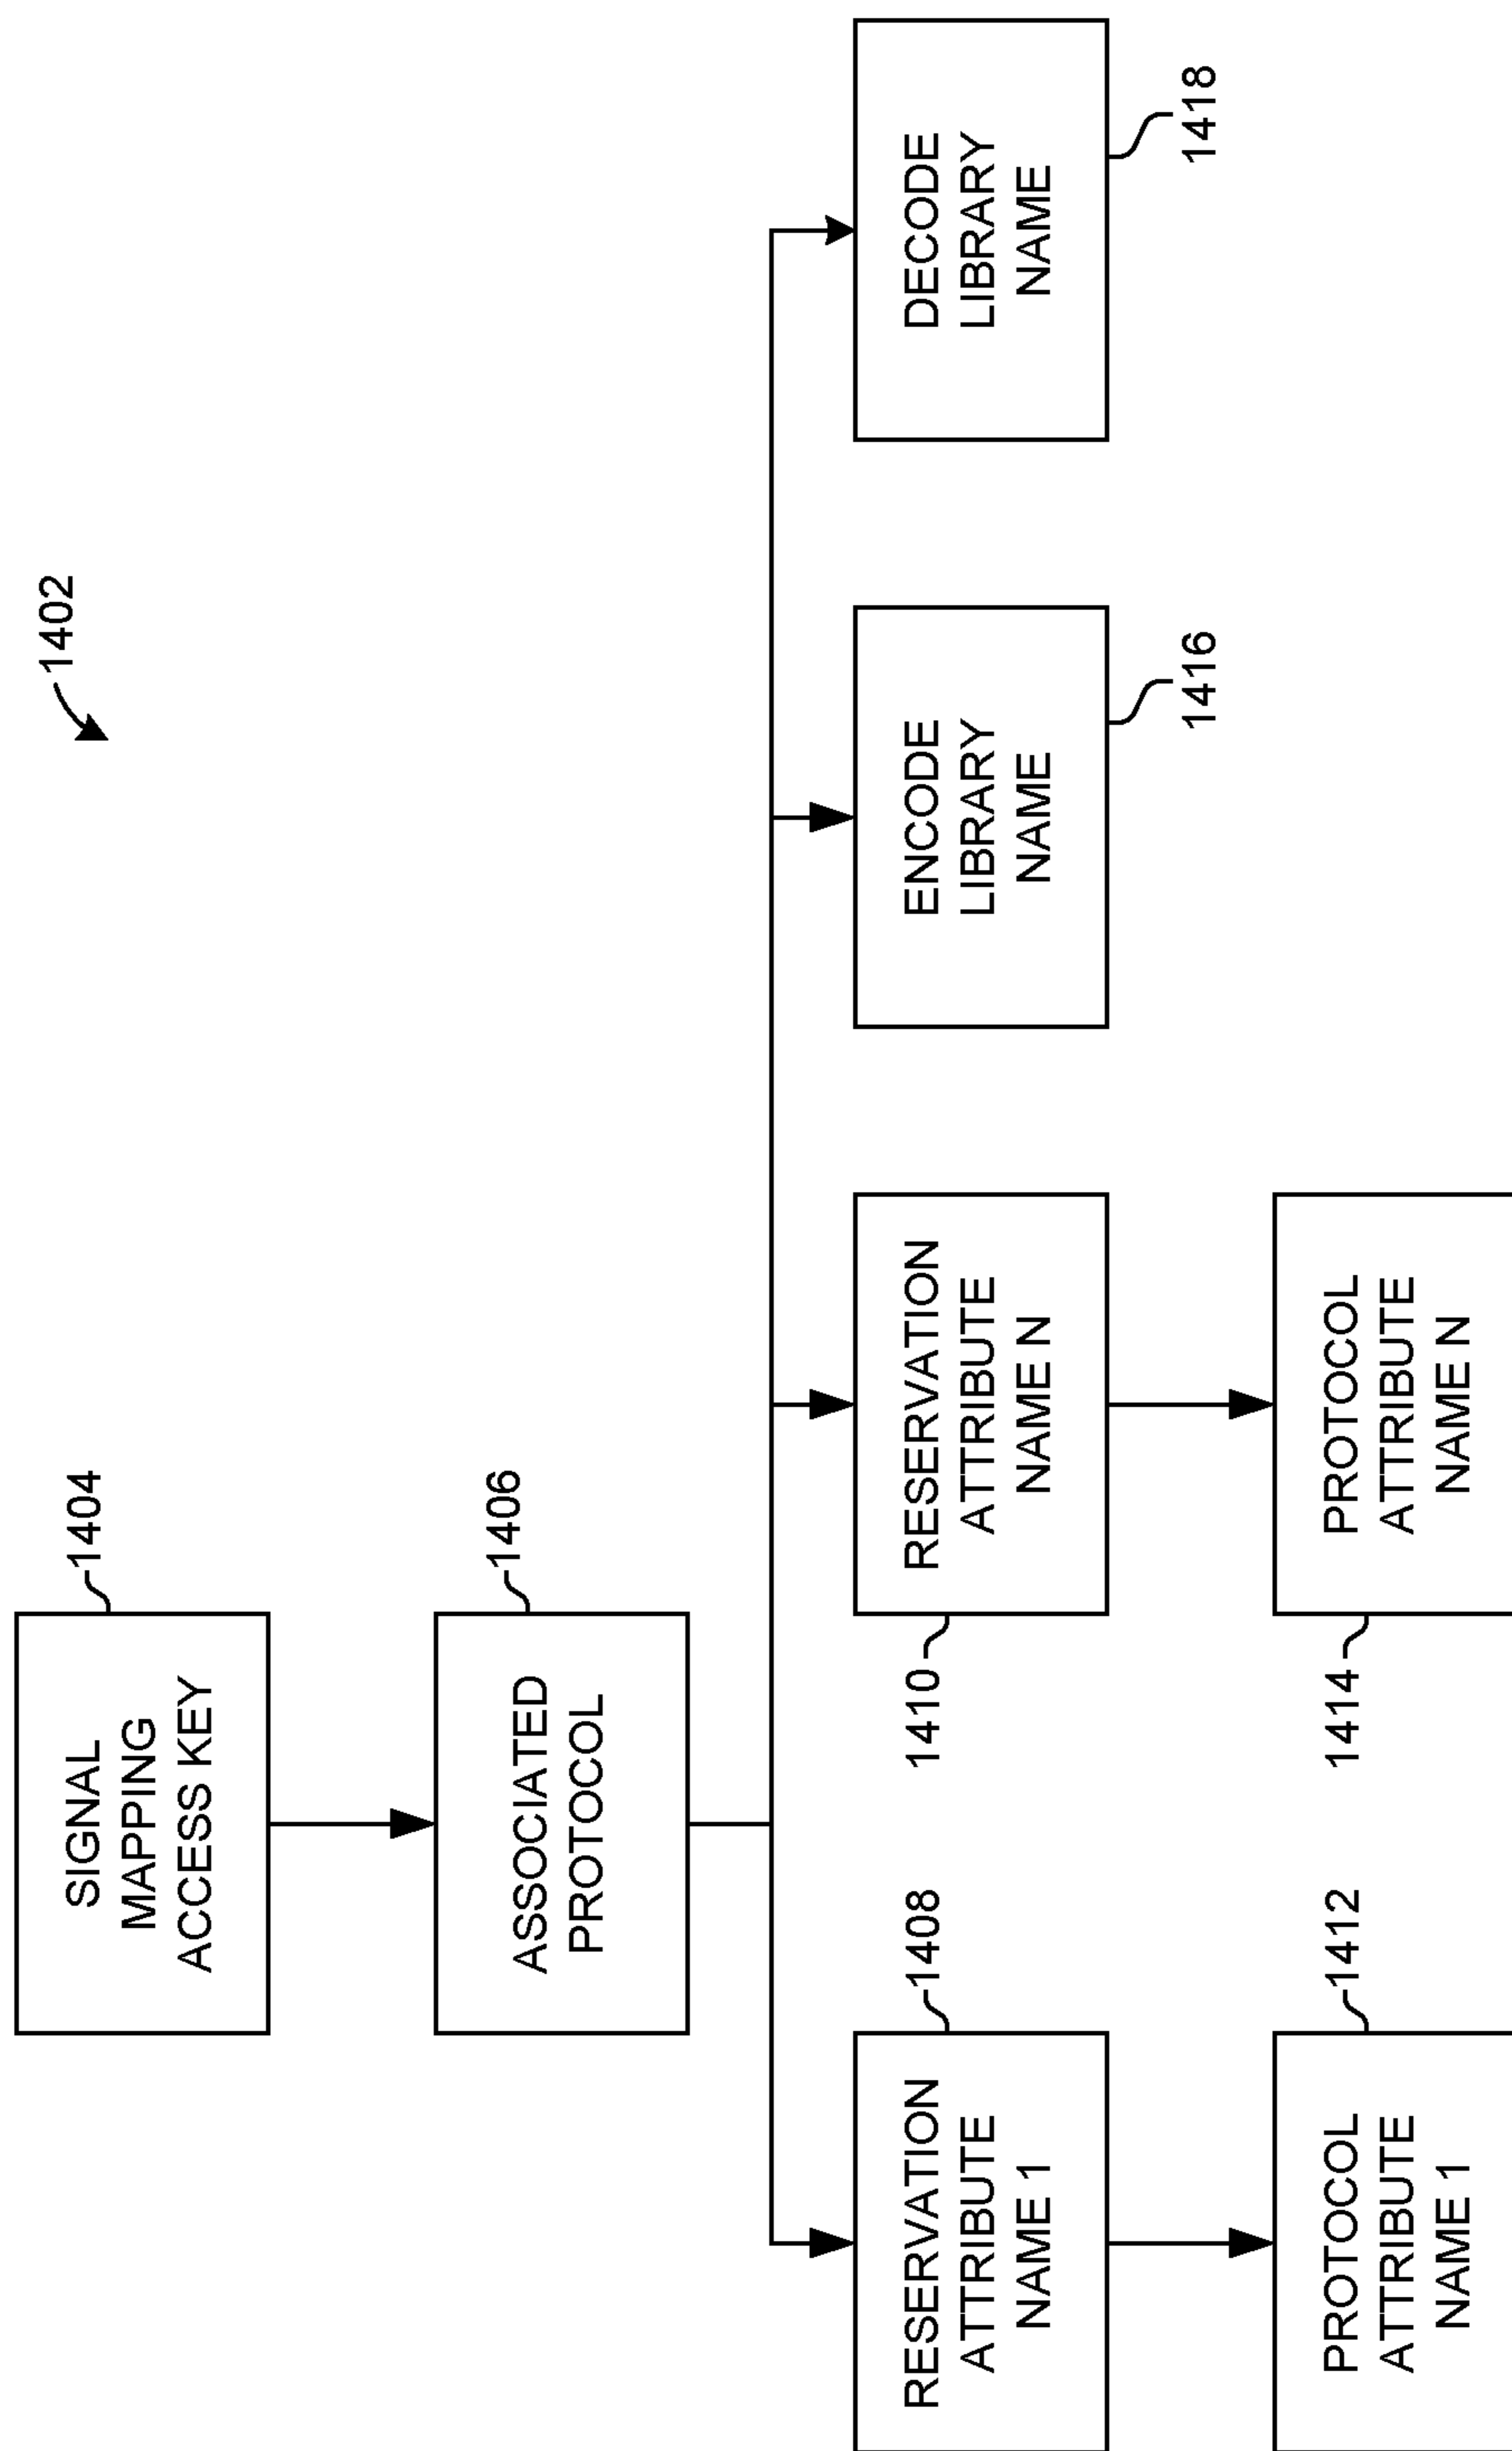 1402
SIGNAL
MAPPING
ACCESS KEY
1404
ASSOCIATED
PROTOCOL
1406
RESERVATION
ATTRIBUTE
NAME 1
1408
RESERVATION
ATTRIBUTE
NAME N
1410
ENCODE
LIBRARY
NAME
1416
DECODE
LIBRARY
NAME
1418
PROTOCOL
ATTRIBUTE
NAME 1
1412
PROTOCOL
ATTRIBUTE
NAME N
1414